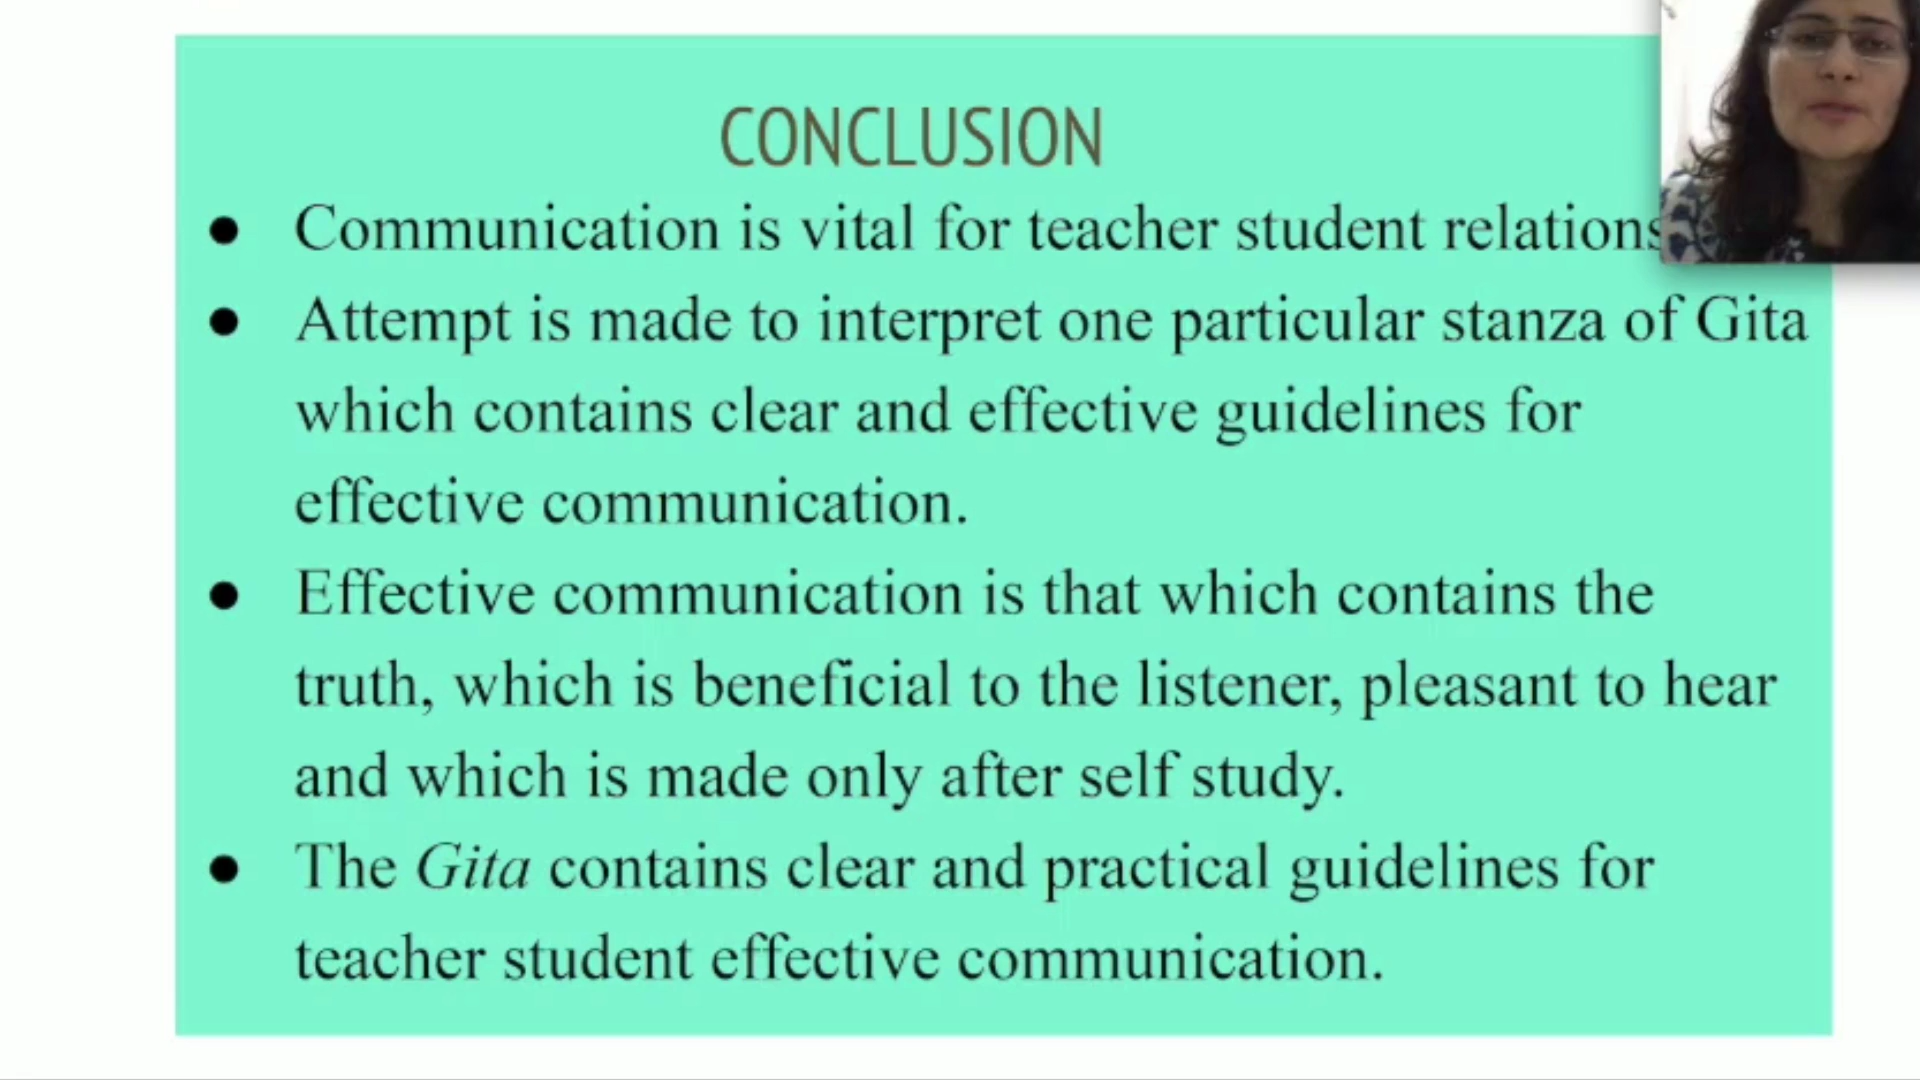 CONCLUSION
● Communication is vital for teacher student relations
● Attempt is made to interpret one particular stanza of Gita
which contains clear and effective guidelines for
effective communication.
● Effective communication is that which contains the
truth, which is beneficial to the listener, pleasant to hear
and which is made only after self study.
● The Gita contains clear and practical guidelines for
teacher student effective communication.